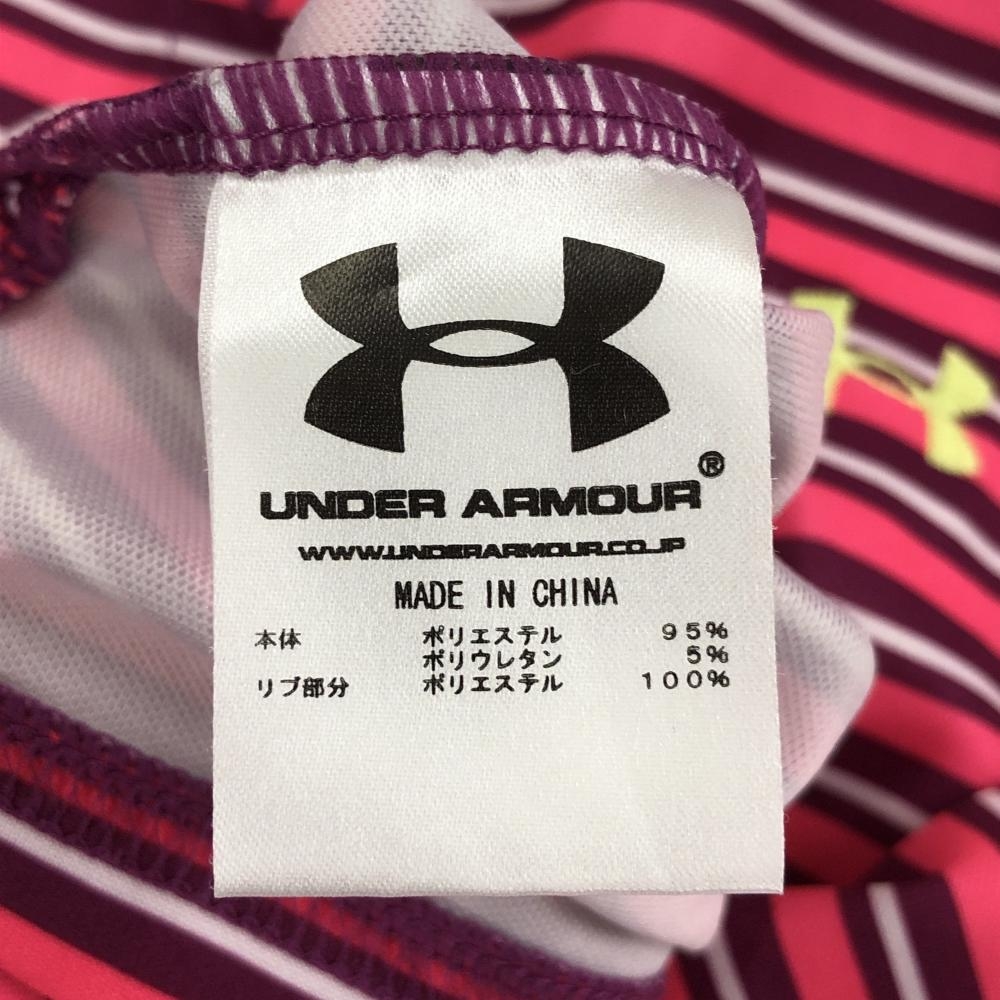 UNDER ARMOUR®
WWW.UNDERARMOUR.CO.JP
MADE IN CHINA
本体 ポリエステル 95%
ポリウレタン 5%
リブ部分 ポリエステル 100%